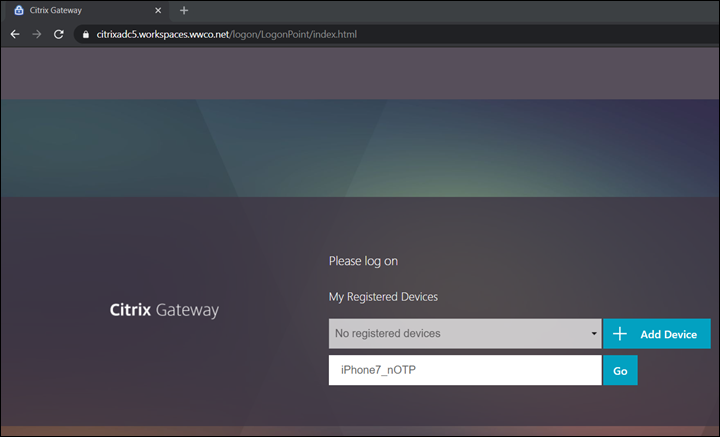 Citrix Gateway
citrixadc5.workspaces.wwco.net/logon/LogonPoint/index.html
Please log on
My Registered Devices
Citrix Gateway
No registered devices
Add Device
iPhone7_nOTP
Go